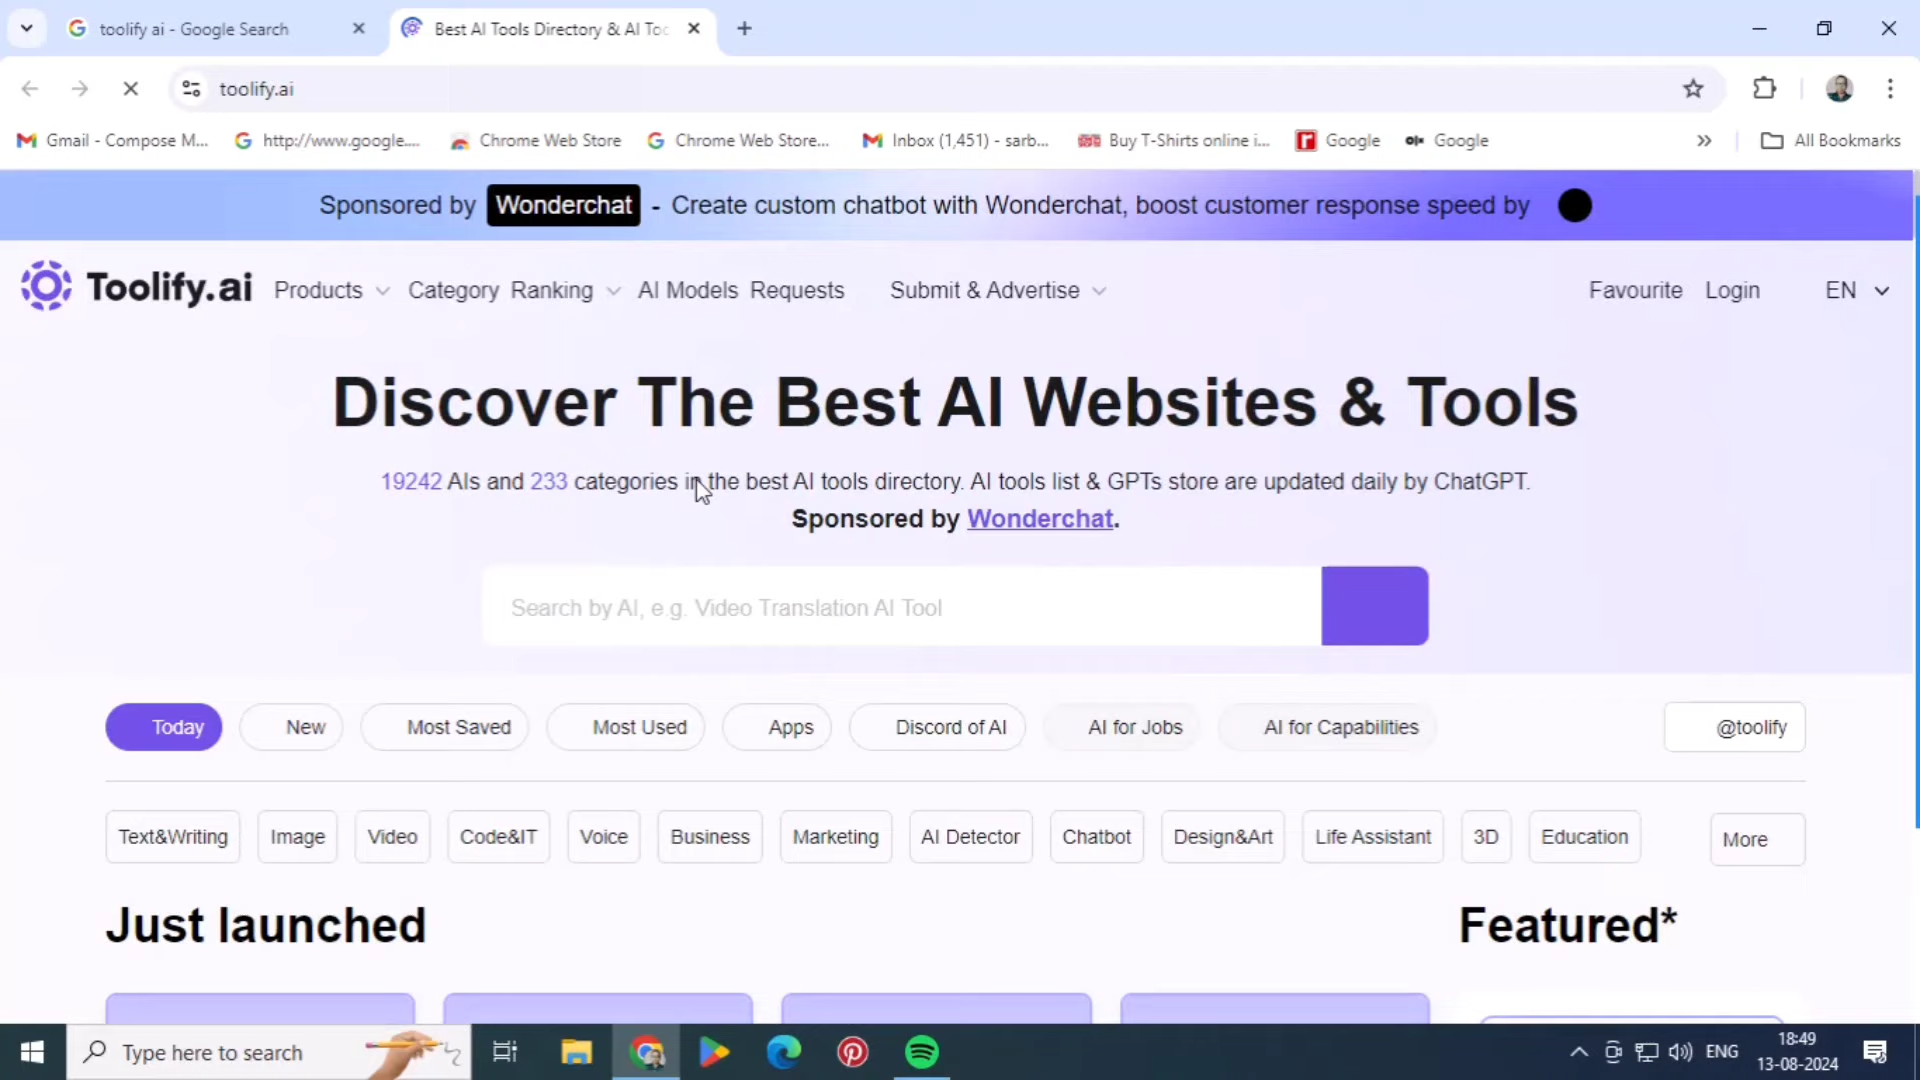 toolify ai - Google Search
Best AI Tools Directory & AI Too
toolify.ai
Gmail - Compose M...
http://www.google....
Chrome Web Store
Chrome Web Store...
Inbox (1,451) - sarb...
Buy T-Shirts online i...
Google
olx Google
All Bookmarks
Sponsored by Wonderchat - Create custom chatbot with Wonderchat, boost customer response speed by
Toolify.ai Products Category Ranking AI Models Requests Submit & Advertise Favourite Login EN
Discover The Best AI Websites & Tools
19242 AIs and 233 categories in the best AI tools directory. AI tools list & GPTs store are updated daily by ChatGPT.
Sponsored by Wonderchat.
Search by AI, e.g. Video Translation AI Tool
Today New Most Saved Most Used Apps Discord of AI AI for Jobs AI for Capabilities @toolify
Text&Writing Image Video Code&IT Voice Business Marketing AI Detector Chatbot Design&Art Life Assistant 3D Education More
Just launched Featured*
Type here to search
ENG
18:49
13-08-2024